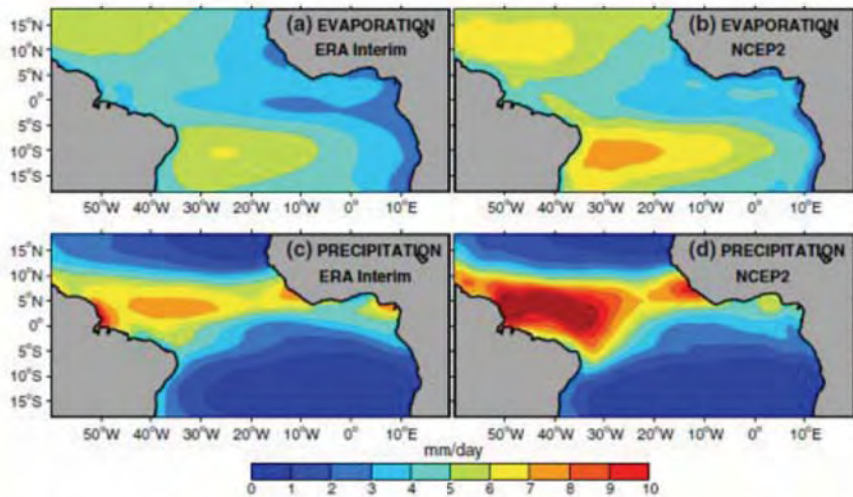 (a) EVAPORATION
ERA Interim
(b) EVAPORATION
NCEP2
15°N
10°N
5°N
0°
5°S
10°S
15°S
50°W 40°W 30°W 20°W 10°W 0° 10°E
50°W 40°W 30°W 20°W 10°W 0° 10°E
(c) PRECIPITATION
ERA Interim
(d) PRECIPITATION
NCEP2
15°N
10°N
5°N
0°
5°S
10°S
15°S
50°W 40°W 30°W 20°W 10°W 0° 10°E
50°W 40°W 30°W 20°W 10°W 0° 10°E
mm/day
0 1 2 3 4 5 6 7 8 9 10